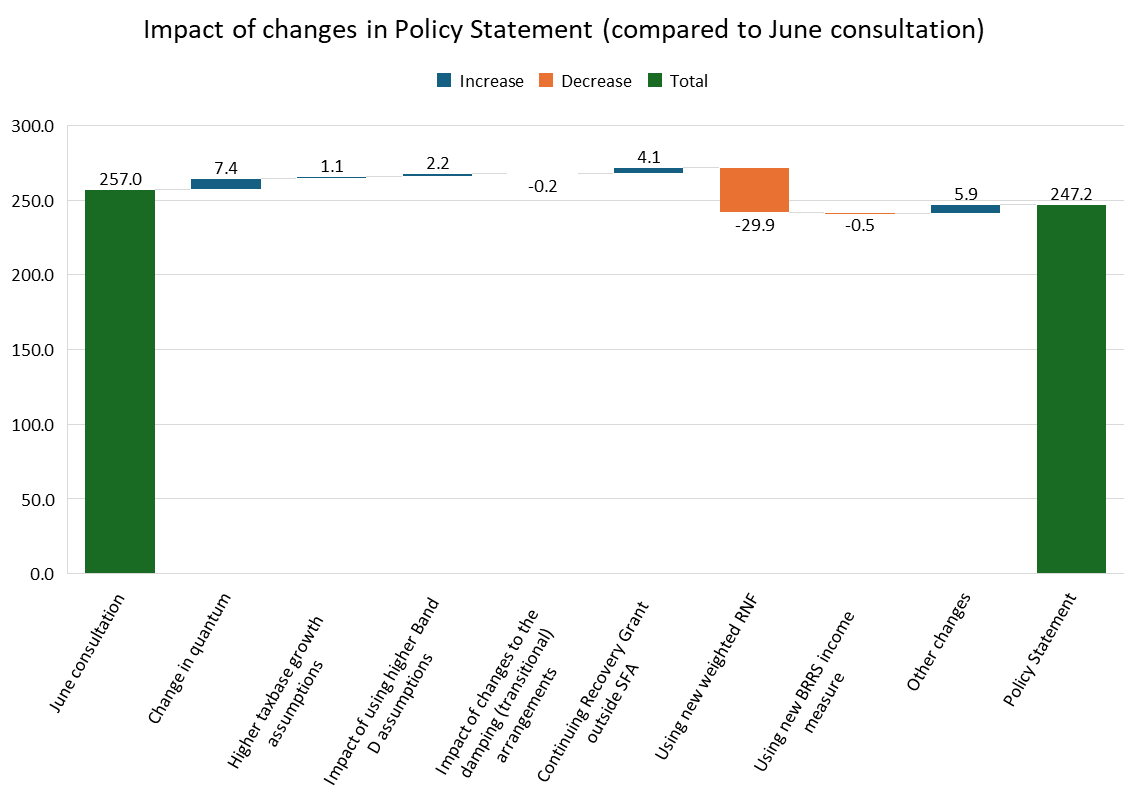 Impact of changes in Policy Statement (compared to June consultation)
Increase Decrease Total
300.0
250.0
200.0
150.0
100.0
50.0
0.0
257.0
7.4
1.1
2.2
-0.2
4.1
-29.9
-0.5
5.9
247.2
June consultation
Change in quantum
Higher taxbase growth
assumptions
Impact of using higher Band
D assumptions
Impact of changes to the
damping (transitional)
arrangements
Continuing Recovery Grant
outside SFA
Using new weighted RNF
Using new BRRS income
measure
Other changes
Policy Statement